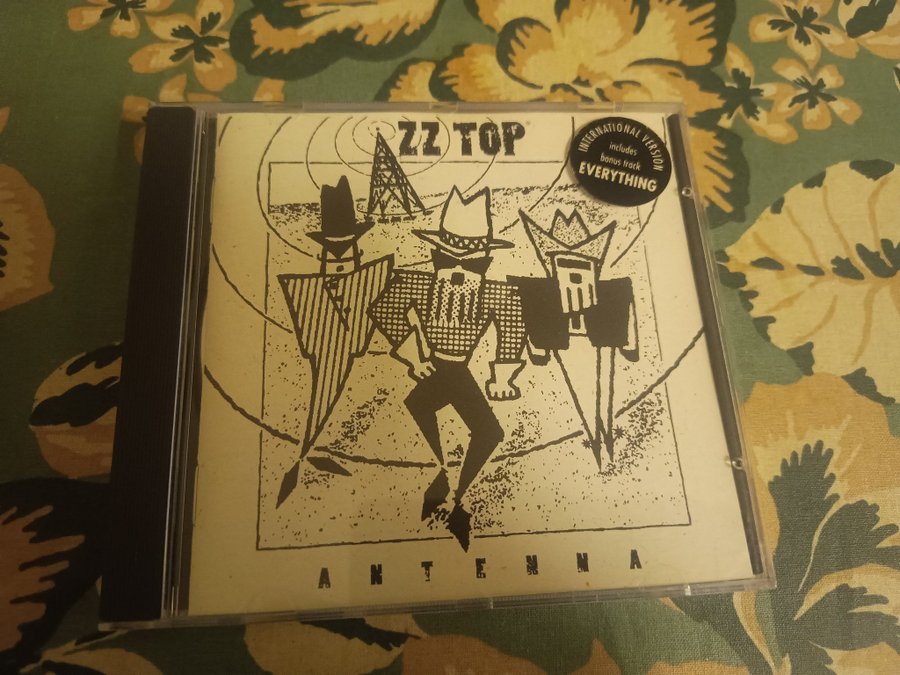 ZZ TOP
INTERNATIONAL VERSION
includes
bonus track
EVERYTHING
ANTENNA